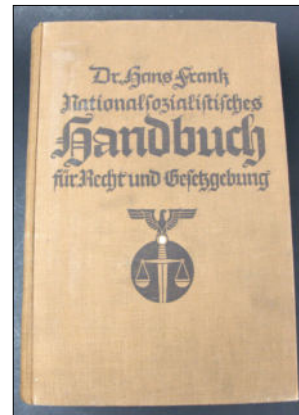 Dr. Hans Frank
Nationalsozialistisches
Handbuch
für Recht und Gesetzgebung